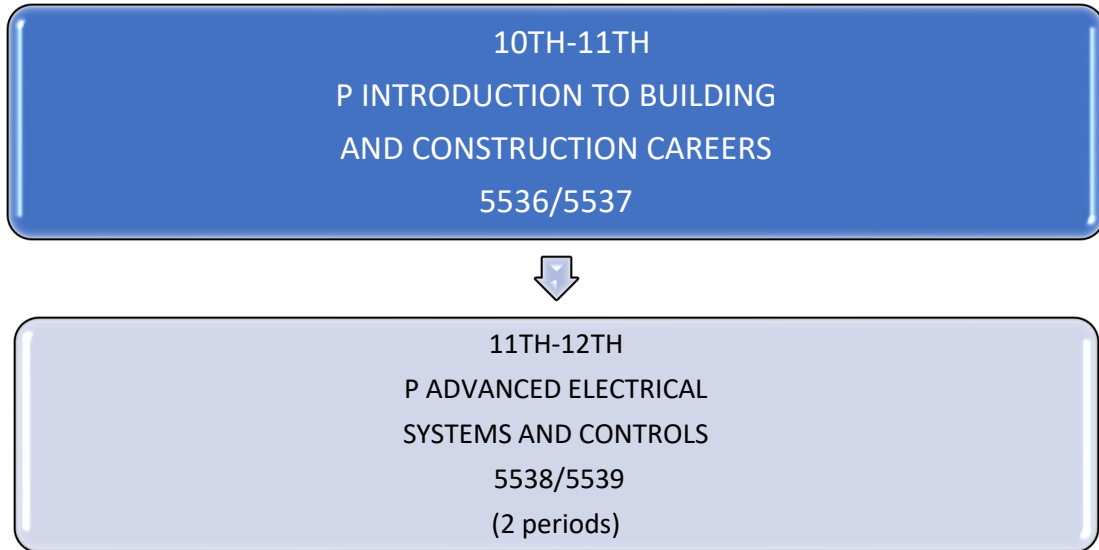 10TH-11TH
P INTRODUCTION TO BUILDING
AND CONSTRUCTION CAREERS
5536/5537
11TH-12TH
P ADVANCED ELECTRICAL
SYSTEMS AND CONTROLS
5538/5539
(2 periods)